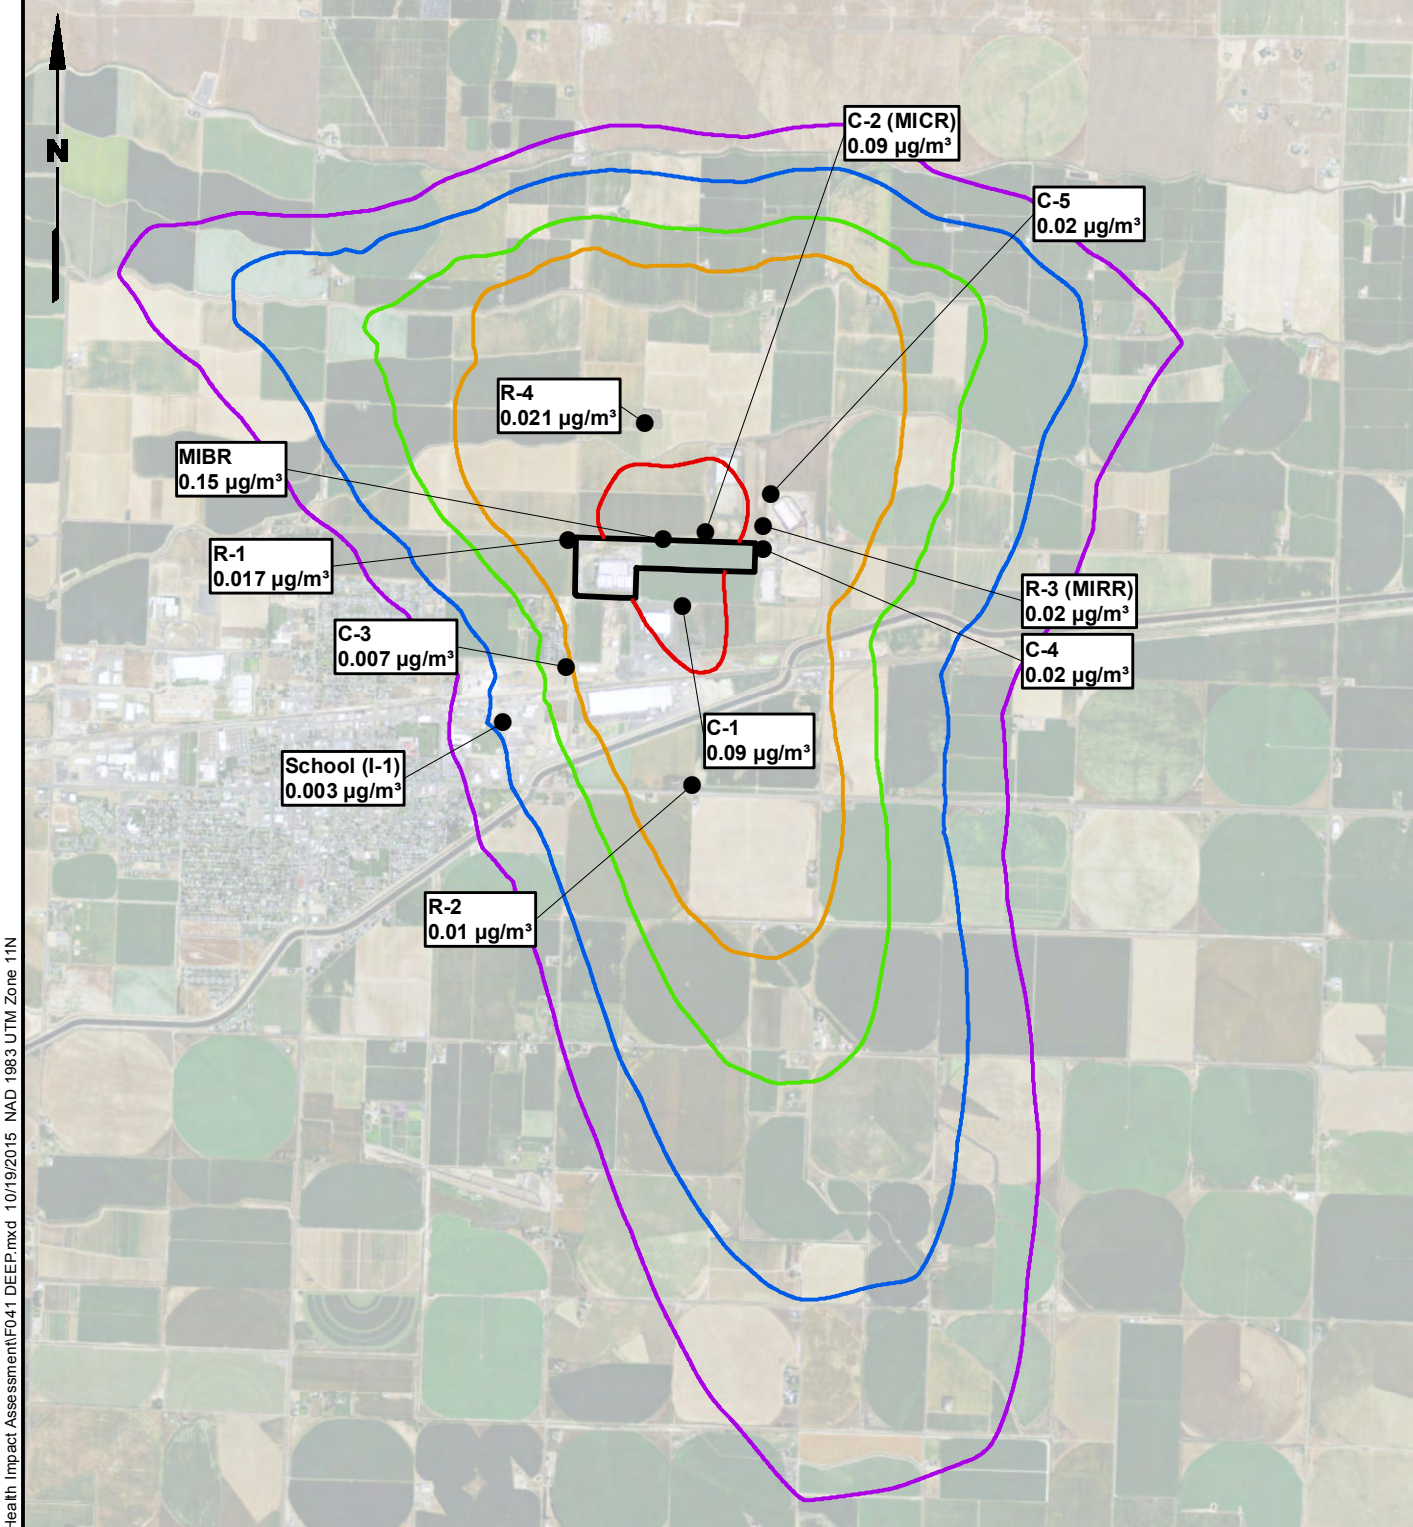 N
C-2 (MICR)
0.09 µg/m³
C-5
0.02 µg/m³
R-4
0.021 µg/m³
MIBR
0.15 µg/m³
R-1
0.017 µg/m³
R-3 (MIRR)
0.02 µg/m³
C-3
0.007 µg/m³
C-4
0.02 µg/m³
C-1
0.09 µg/m³
School (I-1)
0.003 µg/m³
R-2
0.01 µg/m³
Health Impact Assessment\F041 DEEP.mxd 10/19/2015 NAD 1983 UTM Zone 11N